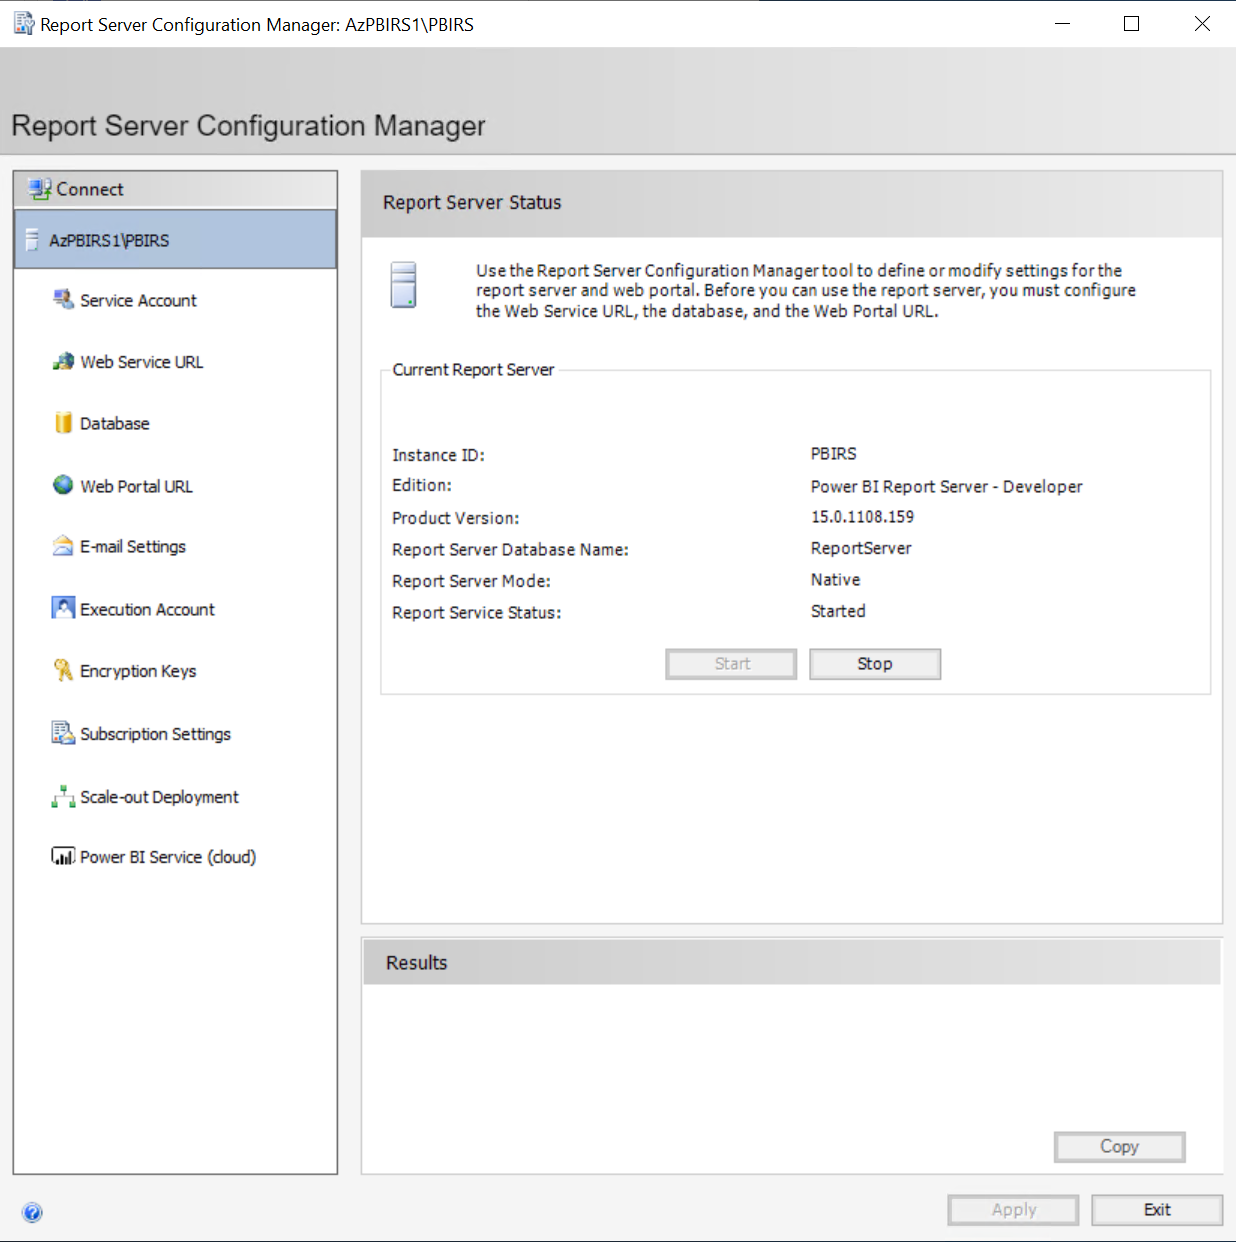 Report Server Configuration Manager: AzPBIRS1\PBIRS
Report Server Configuration Manager
Connect
AzPBIRS1\PBIRS
Service Account
Web Service URL
Database
Web Portal URL
E-mail Settings
Execution Account
Encryption Keys
Subscription Settings
Scale-out Deployment
Power BI Service (cloud)
Report Server Status
Use the Report Server Configuration Manager tool to define or modify settings for the
report server and web portal. Before you can use the report server, you must configure
the Web Service URL, the database, and the Web Portal URL.
Current Report Server
Instance ID: PBIRS
Edition: Power BI Report Server - Developer
Product Version: 15.0.1108.159
Report Server Database Name: ReportServer
Report Server Mode: Native
Report Service Status: Started
Start Stop
Results
Copy
? Apply Exit